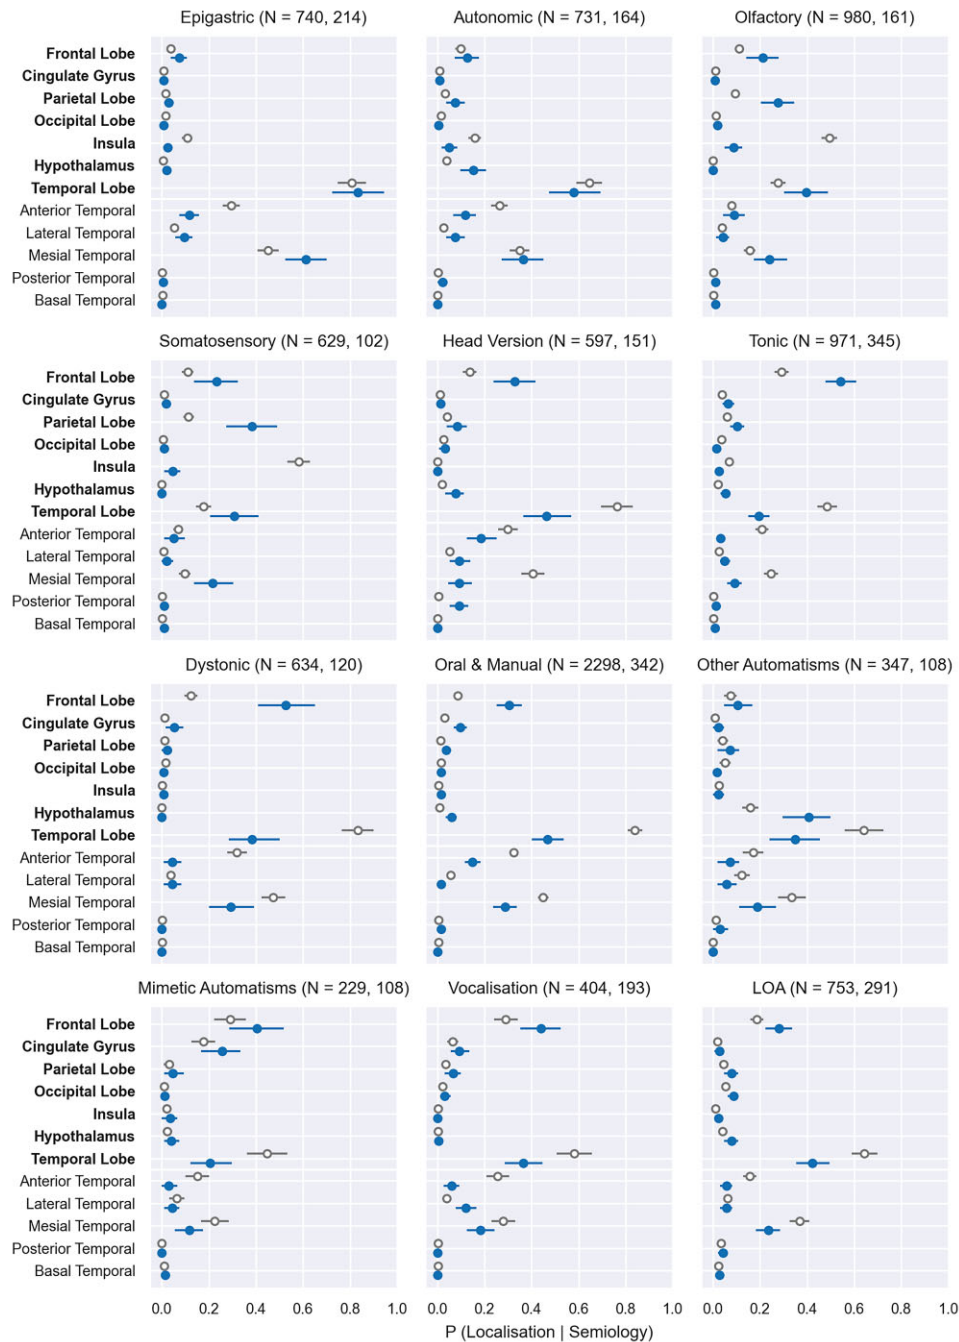 Epigastric (N = 740, 214) Autonomic (N = 731, 164) Olfactory (N = 980, 161)
Frontal Lobe
Cingulate Gyrus
Parietal Lobe
Occipital Lobe
Insula
Hypothalamus
Temporal Lobe
Anterior Temporal
Lateral Temporal
Mesial Temporal
Posterior Temporal
Basal Temporal
Somatosensory (N = 629, 102) Head Version (N = 597, 151) Tonic (N = 971, 345)
Frontal Lobe
Cingulate Gyrus
Parietal Lobe
Occipital Lobe
Insula
Hypothalamus
Temporal Lobe
Anterior Temporal
Lateral Temporal
Mesial Temporal
Posterior Temporal
Basal Temporal
Dystonic (N = 634, 120) Oral & Manual (N = 2298, 342) Other Automatisms (N = 347, 108)
Frontal Lobe
Cingulate Gyrus
Parietal Lobe
Occipital Lobe
Insula
Hypothalamus
Temporal Lobe
Anterior Temporal
Lateral Temporal
Mesial Temporal
Posterior Temporal
Basal Temporal
Mimetic Automatisms (N = 229, 108) Vocalisation (N = 404, 193) LOA (N = 753, 291)
Frontal Lobe
Cingulate Gyrus
Parietal Lobe
Occipital Lobe
Insula
Hypothalamus
Temporal Lobe
Anterior Temporal
Lateral Temporal
Mesial Temporal
Posterior Temporal
Basal Temporal
0.0 0.2 0.4 0.6 0.8 1.0 0.0 0.2 0.4 0.6 0.8 1.0 0.0 0.2 0.4 0.6 0.8 1.0
P (Localisation | Semiology)